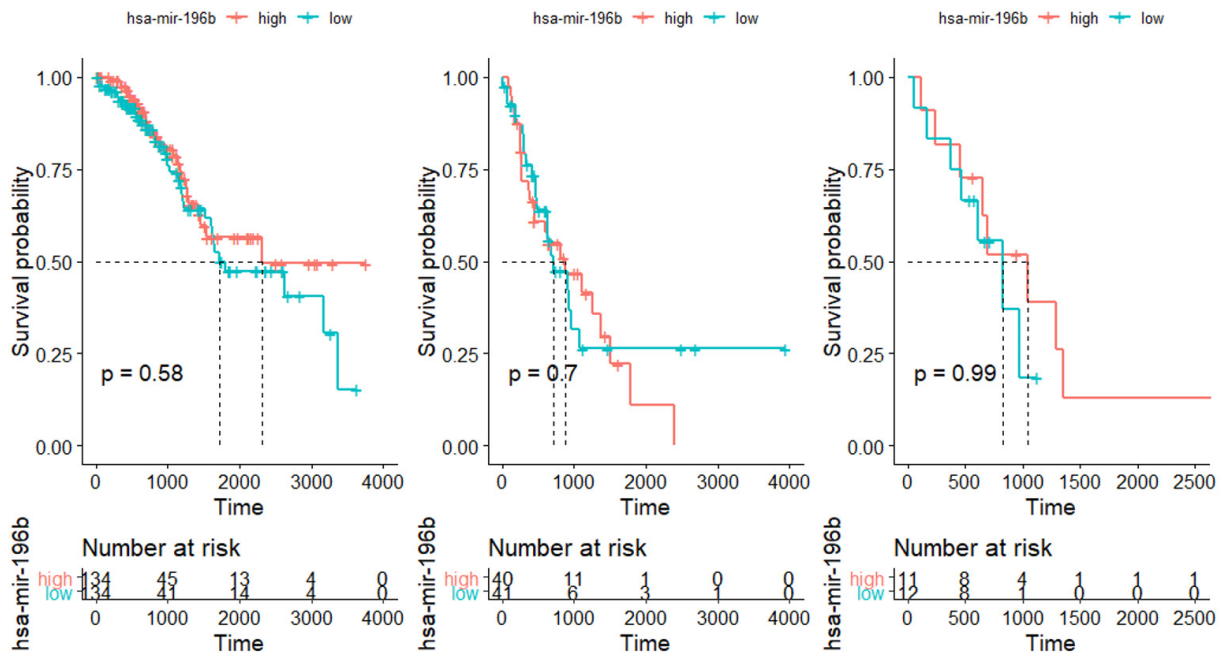 hsa-mir-196b high low
Survival probability
1.00
0.75
0.50
0.25
0.00
p = 0.58
0 1000 2000 3000 4000
Time
hsa-mir-196b
Number at risk
high 134 45 13 4 0
low 134 41 14 4 0
0 1000 2000 3000 4000
Time
hsa-mir-196b high low
Survival probability
1.00
0.75
0.50
0.25
0.00
p = 0.7
0 1000 2000 3000 4000
Time
hsa-mir-196b
Number at risk
high 40 11 1 0 0
low 41 6 3 1 0
0 1000 2000 3000 4000
Time
hsa-mir-196b high low
Survival probability
1.00
0.75
0.50
0.25
0.00
p = 0.99
0 500 1000 1500 2000 2500
Time
hsa-mir-196b
Number at risk
high 11 8 4 1 1 1
low 12 8 1 0 0 0
0 500 1000 1500 2000 2500
Time